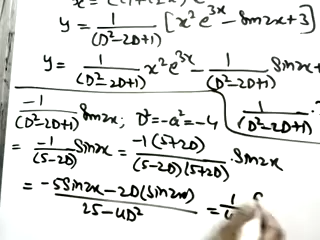 y = 1/(D²-2D+1) [x²e^3x - Sin2x + 3]
y = 1/(D²-2D+1) x²e^3x - 1/(D²-2D+1) Sin2x +
-1/(D²-2D+1) Sin2x; D²=-a²=-4
1/(D²-2D+1)
= -1/(5-2D) Sin2x = -1(5+2D)/(5-2D)(5+2D) . Sin2x
= -5Sin2x - 2D(Sin2x)/25-4D² = 1/